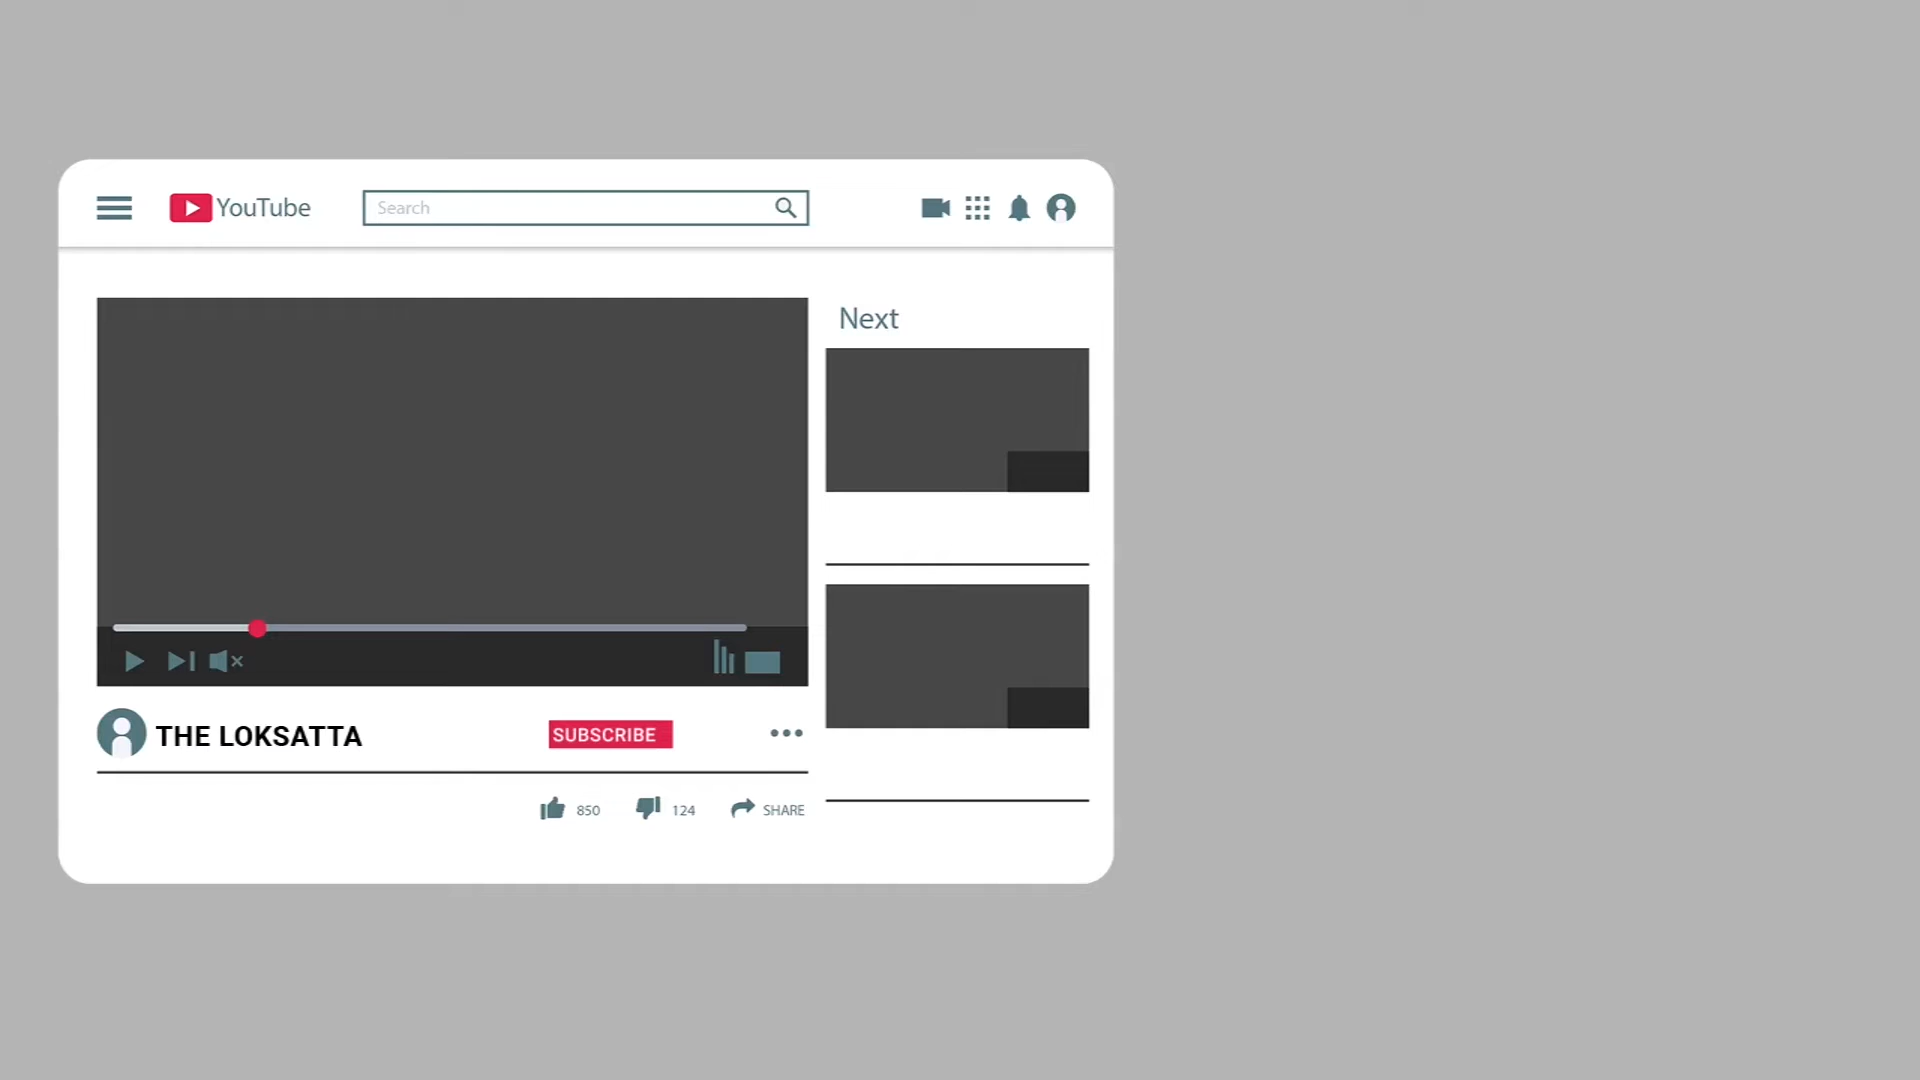 YouTube
Search
Next
THE LOKSATTA
SUBSCRIBE
850
124
SHARE